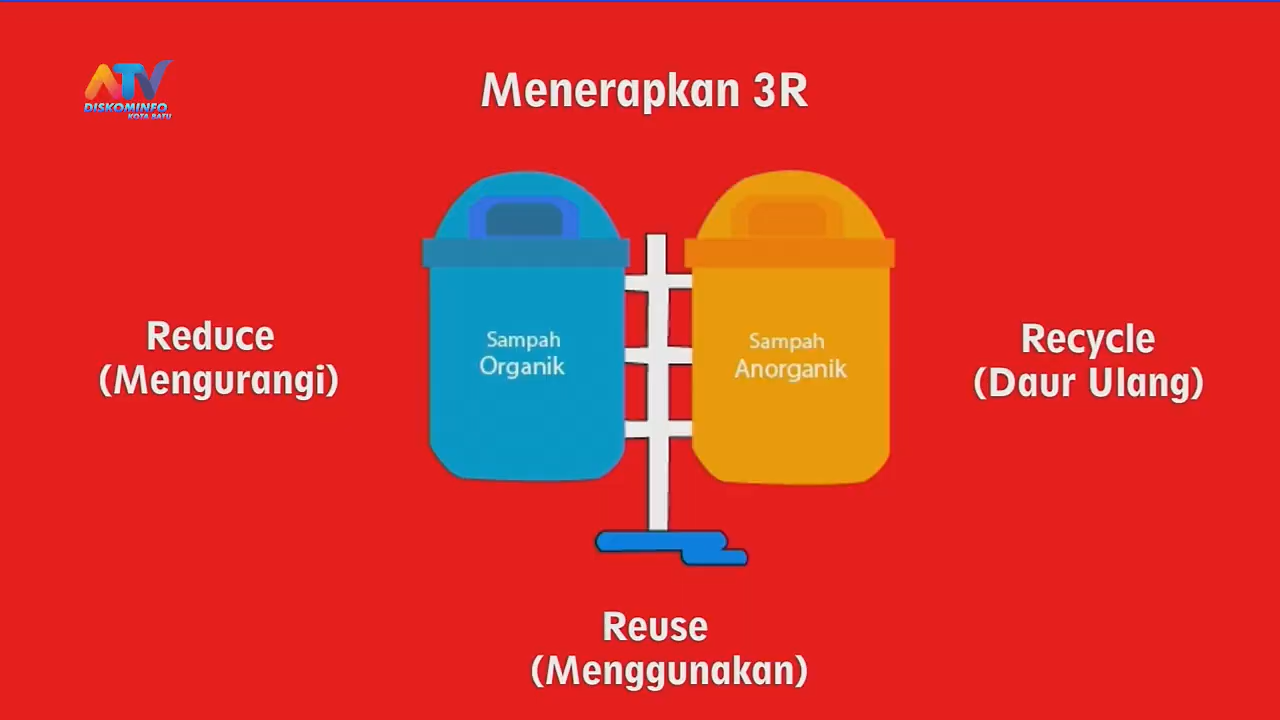 ATV
DISKOMINFO
KOTA BATU
Menerapkan 3R
Sampah
Organik
Sampah
Anorganik
Reduce
(Mengurangi)
Recycle
(Daur Ulang)
Reuse
(Menggunakan)